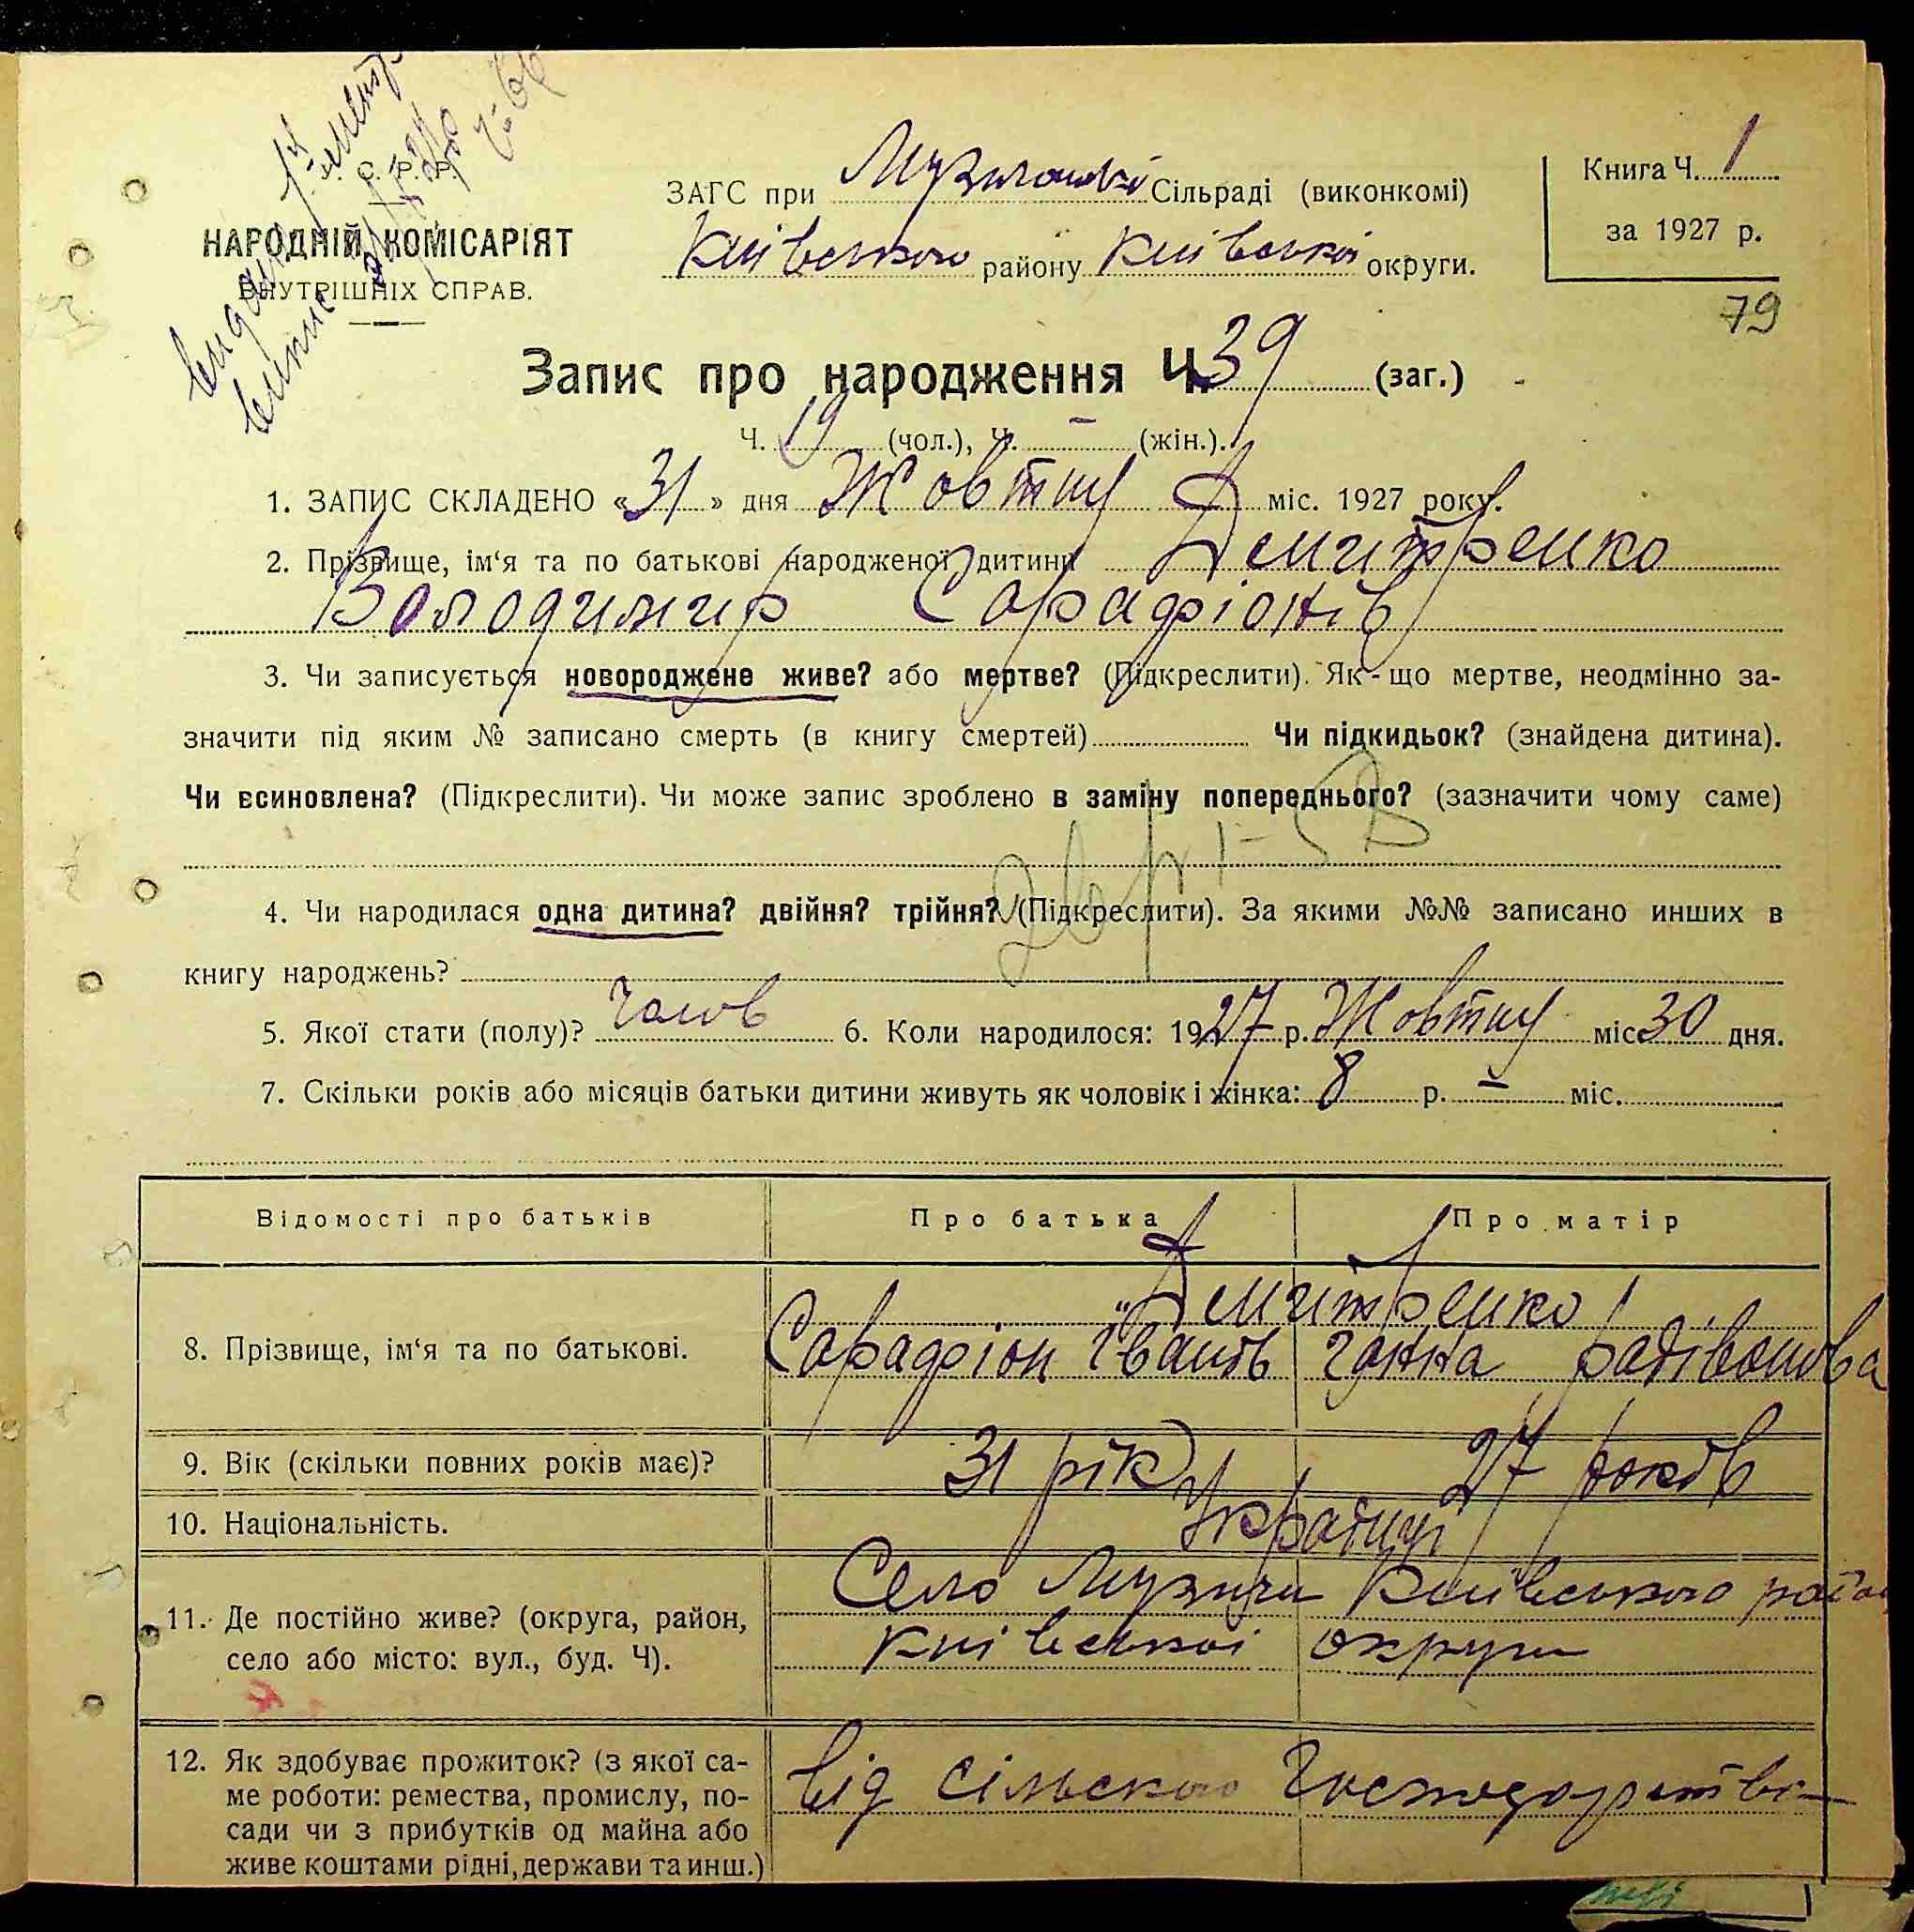 С. Р. Р.
НАРОДНІЙ КОМІСАРІЯТ
ВНУТРІШНІХ СПРАВ.
ЗАГС при Музичанській Сільраді (виконкомі)
Київського району Київської округи.
Книга Ч. 1
за 1927 р.
79
Запис про народження Ч. 39 (заг.)
Ч. 19 (чол.), Ч. – (жін.).
1. ЗАПИС СКЛАДЕНО «31» дня Жовтня міс. 1927 року.
2. Прізвище, ім‘я та по батькові народженої дитини Демитренко
Володимир Сарафіонів
3. Чи записується новороджене живе? або мертве? (Підкреслити). Як-що мертве, неодмінно за-
значити під яким № записано смерть (в книгу смертей) Чи підкидьок? (знайдена дитина).
Чи всиновлена? (Підкреслити). Чи може запис зроблено в заміну попереднього? (зазначити чому саме)
4. Чи народилася одна дитина? двійня? трійня? (Підкреслити). За якими №№ записано инших в
книгу народжень?
5. Якої стати (полу)? Чолов 6. Коли народилося: 1927 р. Жовтня міс. 30 дня.
7. Скільки років або місяців батьки дитини живуть як чоловік і жінка: 8 р. – міс.
Відомості про батьків Про батька Про матір
Демитренко
8. Прізвище, ім‘я та по батькові. Сарафіон Іванів Ганна Радівонова
9. Вік (скільки повних років має)? 31 рік 27 років
10. Національність. Українці
11. Де постійно живе? (округа, район,
село або місто: вул., буд. Ч).
Село Музичи Київського
Київської округи
12. Як здобуває прожиток? (з якої са-
ме роботи: ремества, промислу, по-
сади чи з прибутків од майна або
живе коштами рідні, держави та инш.)
Від сільского Господарства